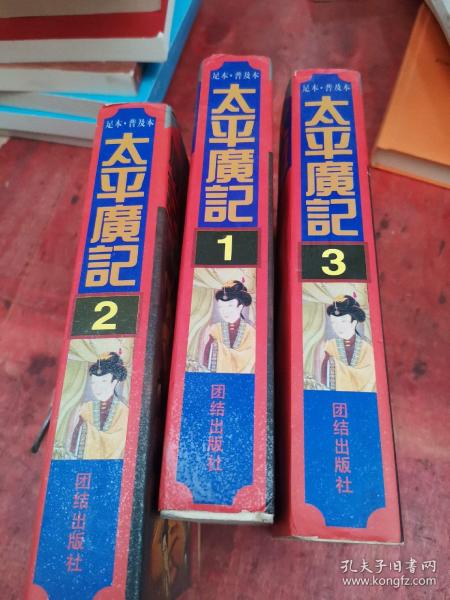 足本·普及本
太平廣記
2
团结出版社
足本·普及本
太平廣記
1
团结出版社
足本·普及本
太平廣記
3
团结出版社
孔夫子旧书网
www.kongfz.com